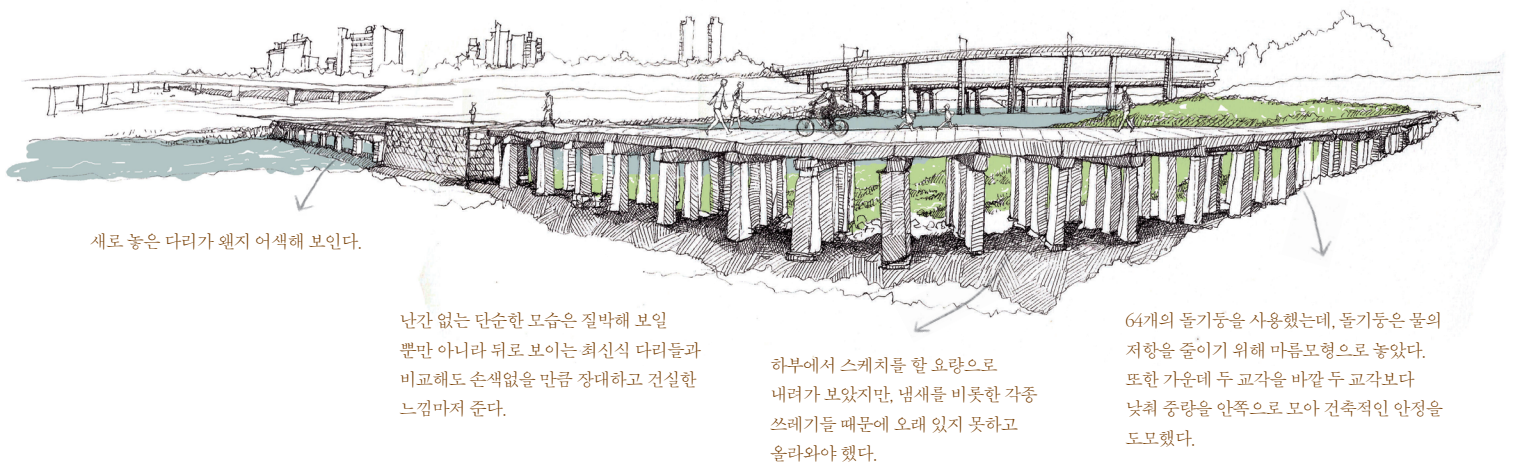 새로 놓은 다리가 왠지 어색해 보인다.
난간 없는 단순한 모습은 질박해 보일
뿐만 아니라 뒤로 보이는 최신식 다리들과
비교해도 손색없을 만큼 장대하고 건실한
느낌마저 준다.
하부에서 스케치를 할 요량으로
내려가 보았지만, 냄새를 비롯한 각종
쓰레기들 때문에 오래 있지 못하고
올라와야 했다.
64개의 돌기둥을 사용했는데, 돌기둥은 물의
저항을 줄이기 위해 마름모형으로 놓았다.
또한 가운데 두 교각을 바깥 두 교각보다
낮춰 중량을 안쪽으로 모아 건축적인 안정을
도모했다.